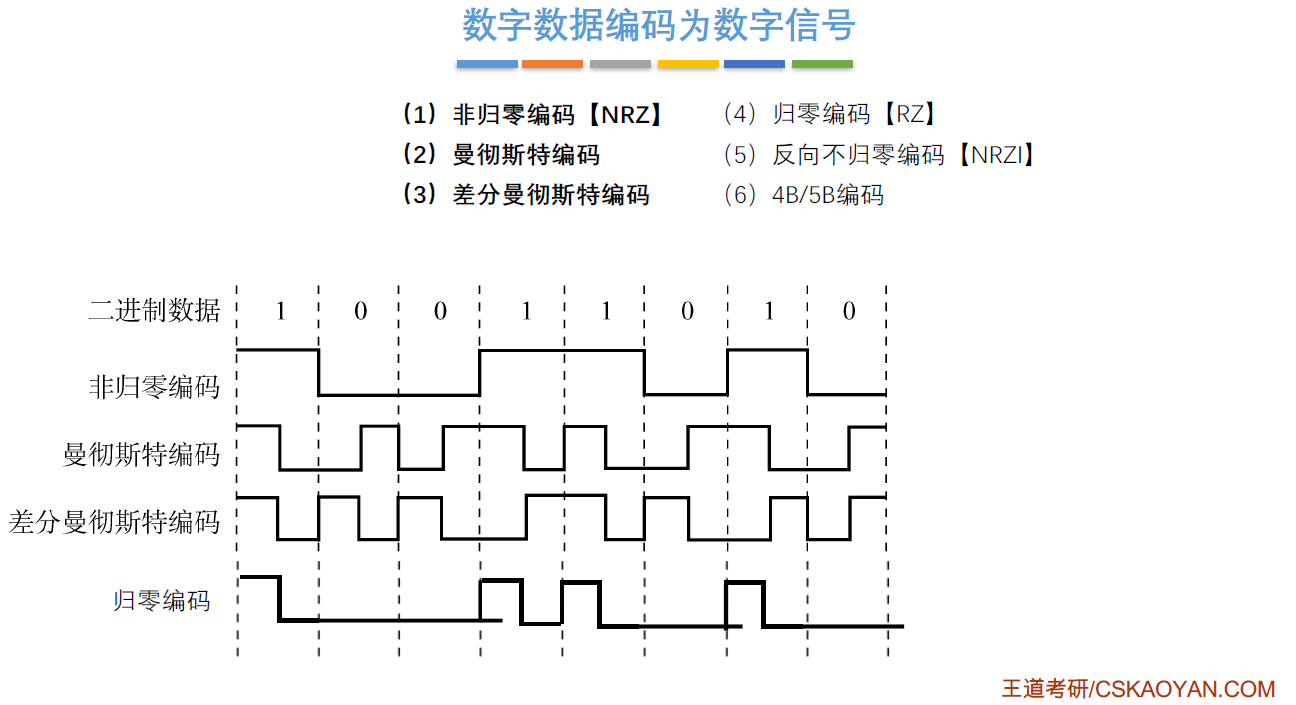 数字数据编码为数字信号
（1）非归零编码【NRZ】
（2）曼彻斯特编码
（3）差分曼彻斯特编码
（4）归零编码【RZ】
（5）反向不归零编码【NRZI】
（6）4B/5B编码
二进制数据 1 0 0 1 1 0 1 0
非归零编码
曼彻斯特编码
差分曼彻斯特编码
归零编码
王道考研/CSKAOYAN.COM